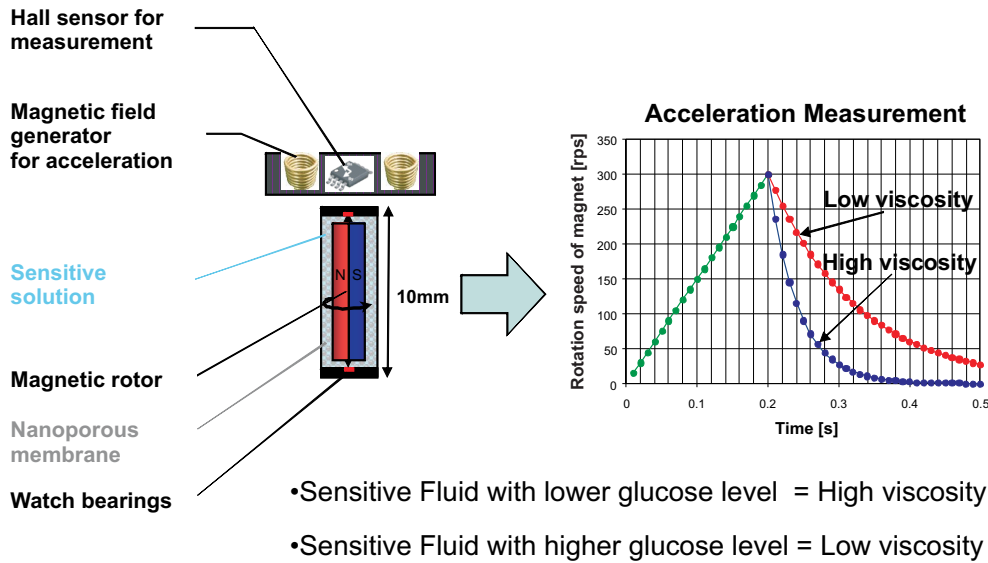 Hall sensor for
measurement
Magnetic field
generator
for acceleration
Sensitive
solution
Magnetic rotor
Nanoporous
membrane
Watch bearings
N S
10mm
Acceleration Measurement
Rotation speed of magnet [rps]
350
300
250
200
150
100
50
0
Low viscosity
High viscosity
0 0.1 0.2 0.3 0.4 0.5
Time [s]
•Sensitive Fluid with lower glucose level = High viscosity
•Sensitive Fluid with higher glucose level = Low viscosity